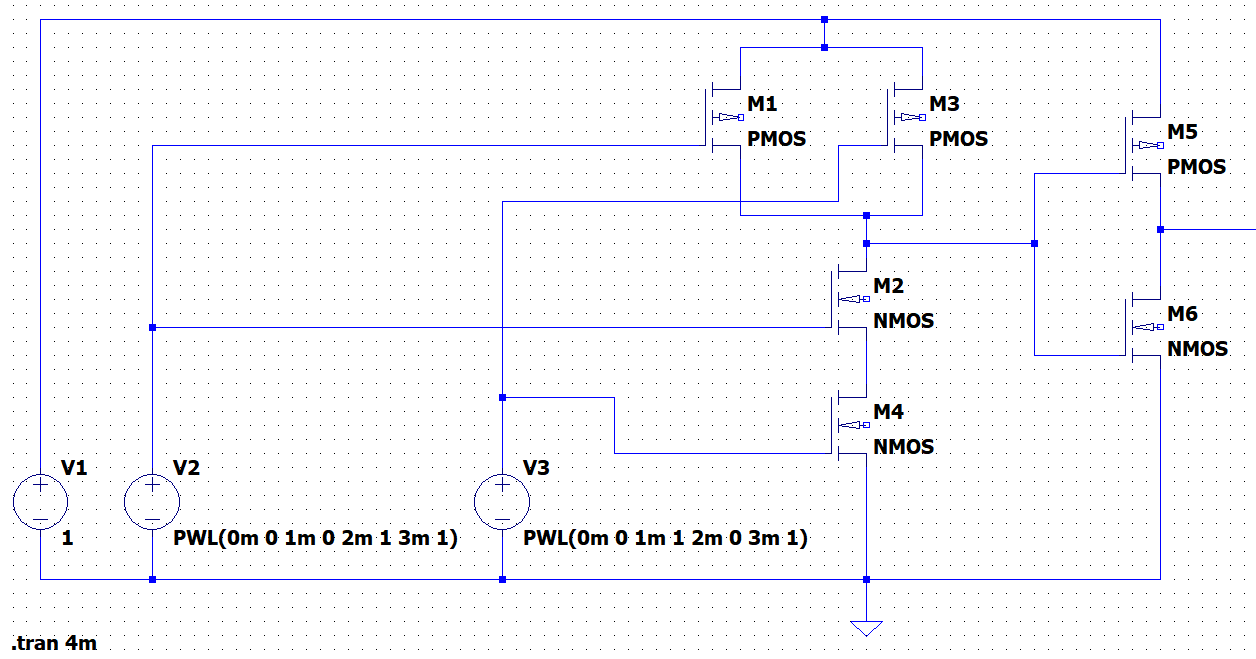 M1
PMOS
M3
PMOS
M5
PMOS
M2
NMOS
M6
NMOS
M4
NMOS
V1
1
V2
PWL(0m 0 1m 0 2m 1 3m 1)
V3
PWL(0m 0 1m 1 2m 0 3m 1)
.tran 4m